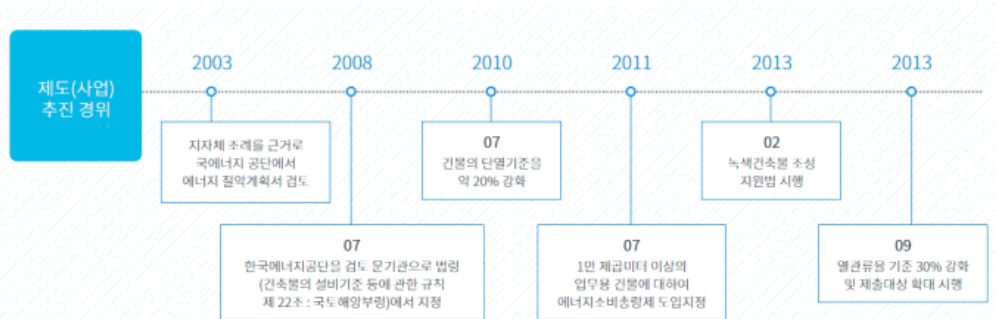 제도(사업)
추진 경위
2003
지자체 조례를 근거로
국에너지 공단에서
에너지 절약계획서 검토
2008
07
한국에너지공단을 검토 문기관으로 법령
(건축물의 설비기준 등에 관한 규칙
제 22조 : 국도해양부령)에서 지정
2010
07
건물의 단열기준을
약 20% 강화
2011
07
1만 제곱미터 이상의
업무용 건물에 대하여
에너지소비총량제 도입지정
2013
02
녹색건축물 조성
지원법 시행
2013
09
열관류율 기준 30% 강화
및 제출대상 확대 시행